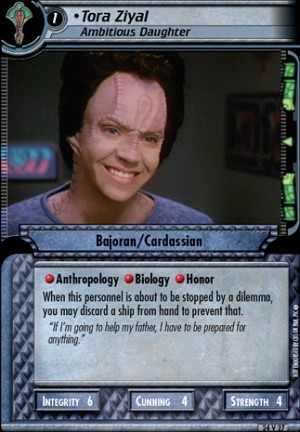 1 •Tora Ziyal
Ambitious Daughter
Bajoran/Cardassian
Anthropology Biology Honor
When this personnel is about to be stopped by a dilemma,
you may discard a ship from hand to prevent that.
"If I'm going to help my father, I have to be prepared for
anything."
Integrity 6 Cunning 4 Strength 4
34 V 27